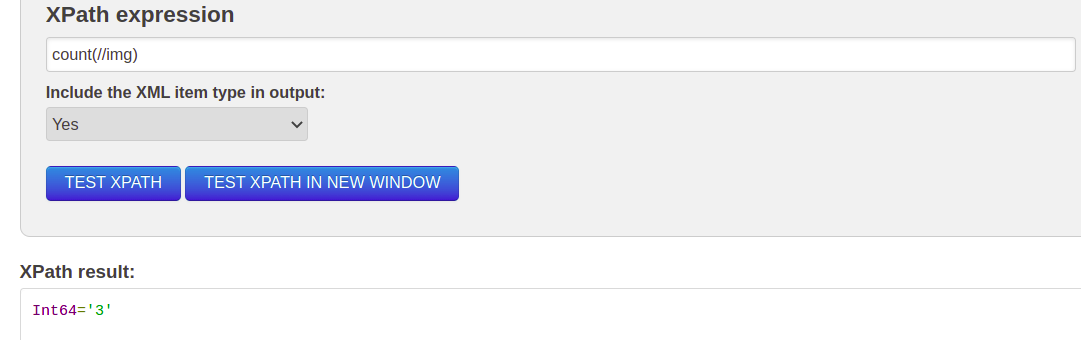 XPath expression
count(//img)
Include the XML item type in output:
Yes
TEST XPATH TEST XPATH IN NEW WINDOW
XPath result:
Int64='3'